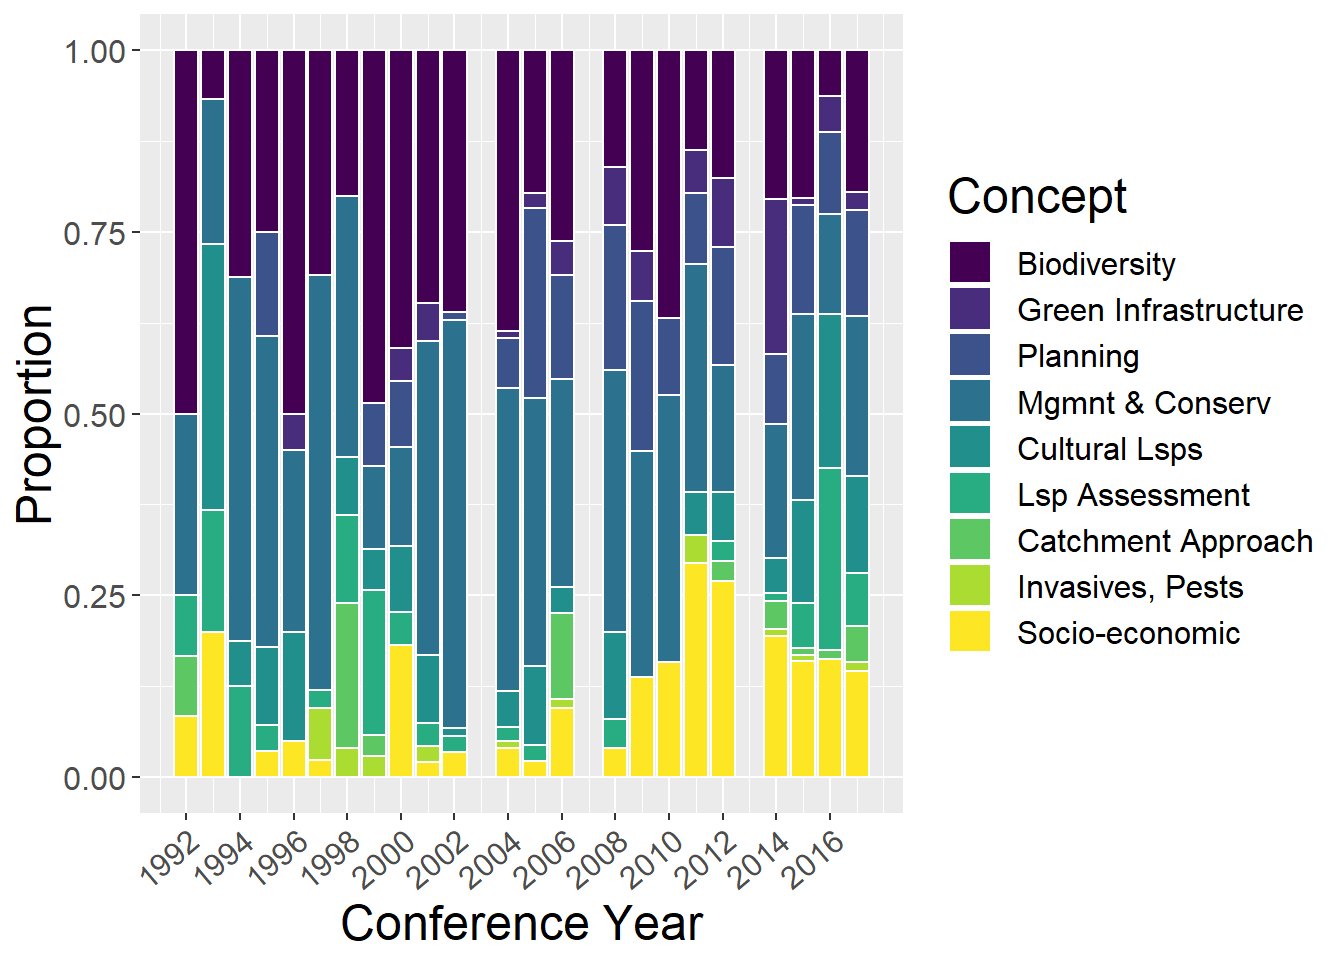 1.00
0.75
0.50
0.25
0.00
Proportion
1992
1994
1996
1998
2000
2002
2004
2006
2008
2010
2012
2014
2016
Conference Year
Concept
Biodiversity
Green Infrastructure
Planning
Mgmnt & Conserv
Cultural Lsps
Lsp Assessment
Catchment Approach
Invasives, Pests
Socio-economic